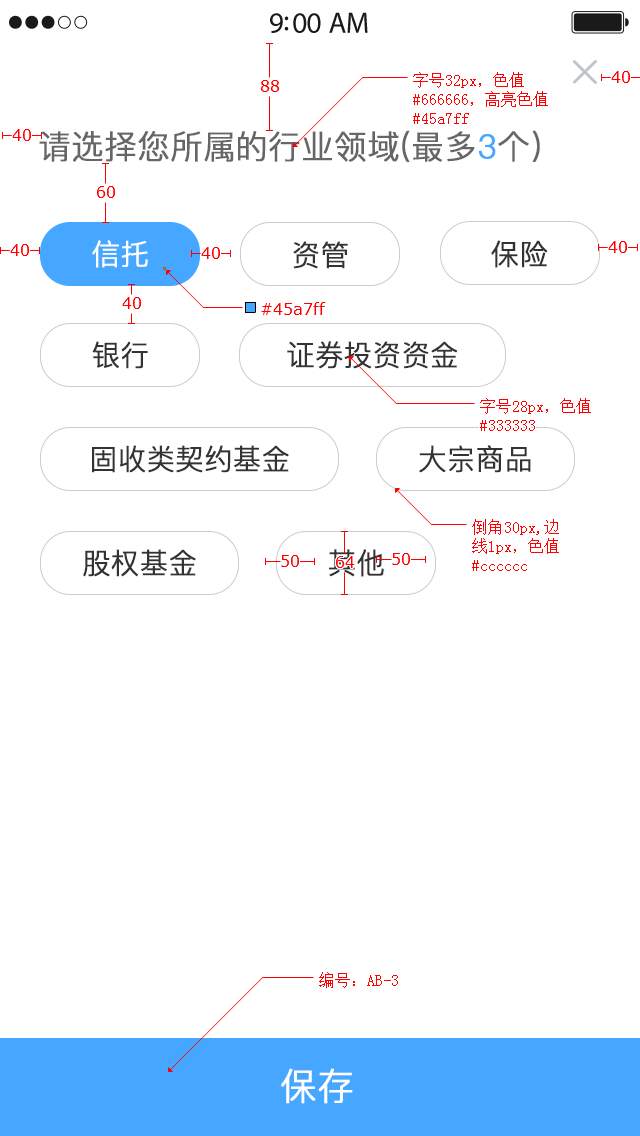 9:00 AM
88
字号32px，色值
#666666，高亮色值
#45a7ff
40
40
请选择您所属的行业领域(最多3个)
60
40
信托
40
资管
保险
40
40
#45a7ff
银行
证券投资资金
字号28px，色值
#333333
固收类契约基金
大宗商品
倒角30px,边
线1px，色值
#cccccc
股权基金
50
其他
64
50
编号：AB-3
保存